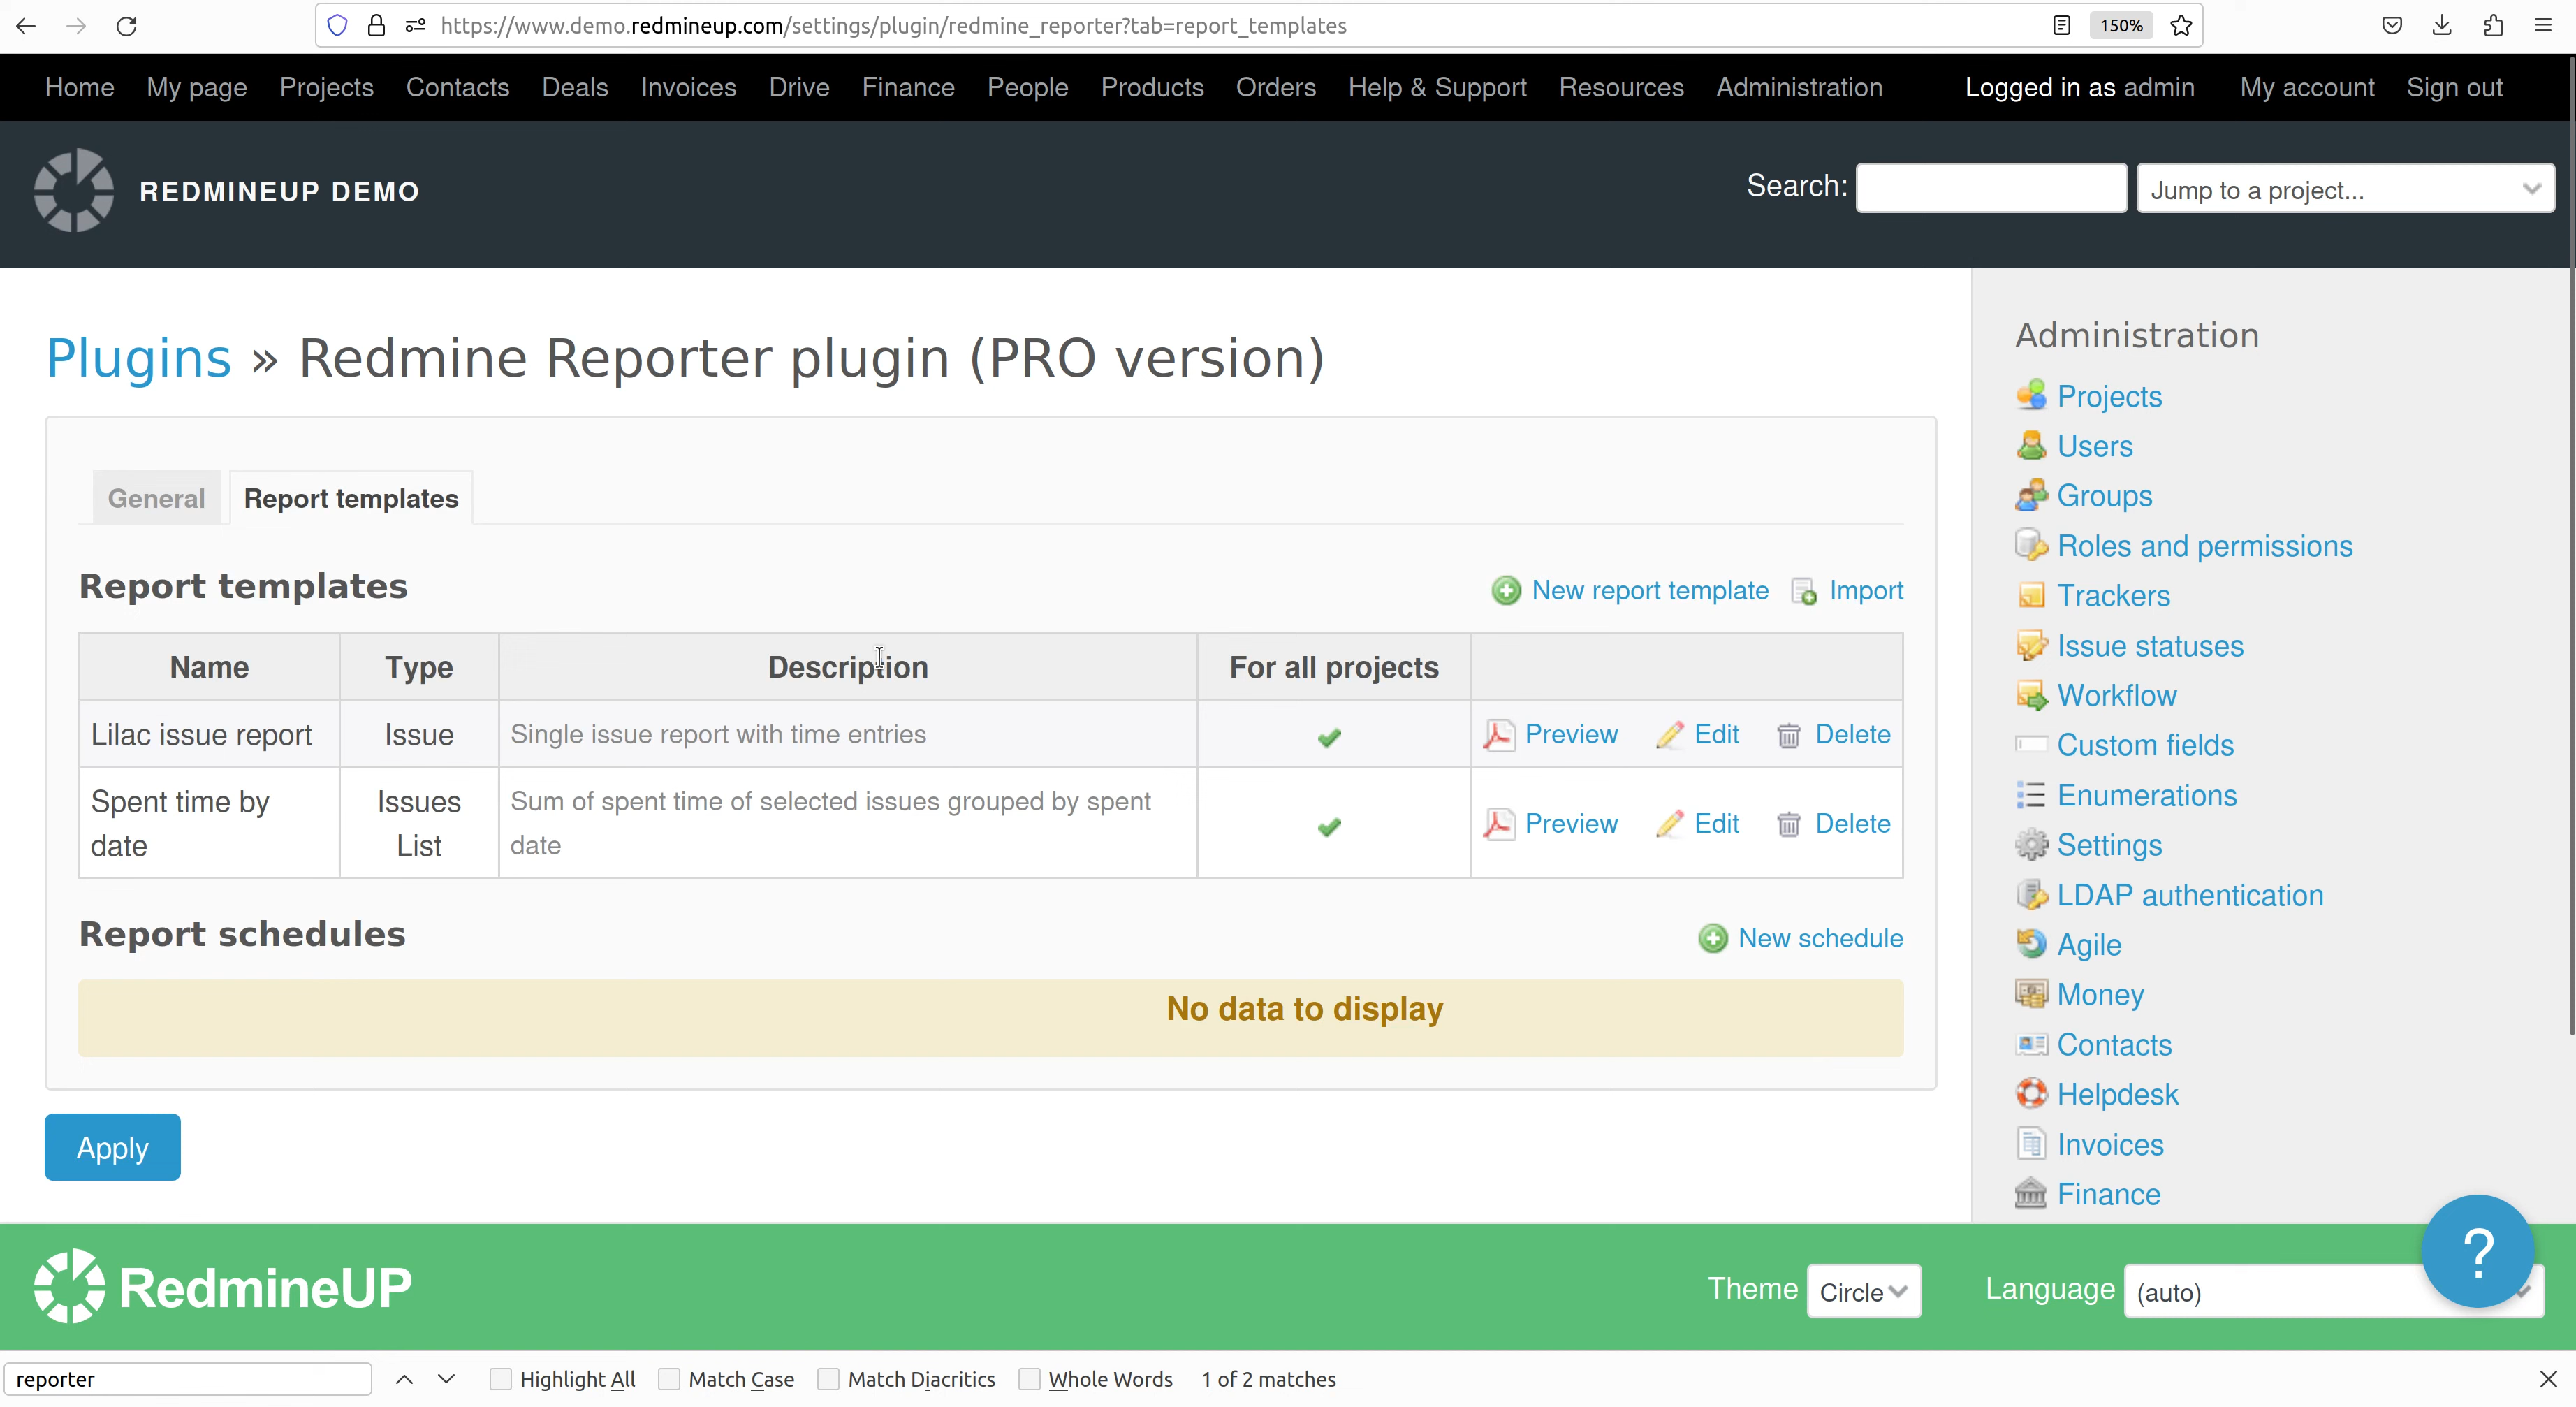 https://www.demo.redmineup.com/settings/plugin/redmine_reporter?tab=report_templates 150%
Home My page Projects Contacts Deals Invoices Drive Finance People Products Orders Help & Support Resources Administration Logged in as admin My account Sign out
REDMINEUP DEMO Search: Jump to a project...
Plugins » Redmine Reporter plugin (PRO version)
General Report templates
Report templates New report template Import
Name Type Description For all projects
Lilac issue report Issue Single issue report with time entries Preview Edit Delete
Spent time by Issues Sum of spent time of selected issues grouped by spent Preview Edit Delete
date List date
Report schedules New schedule
No data to display
Apply
Administration
Projects
Users
Groups
Roles and permissions
Trackers
Issue statuses
Workflow
Custom fields
Enumerations
Settings
LDAP authentication
Agile
Money
Contacts
Helpdesk
Invoices
Finance
?
RedmineUP Theme Circle Language (auto)
reporter Highlight All Match Case Match Diacritics Whole Words 1 of 2 matches